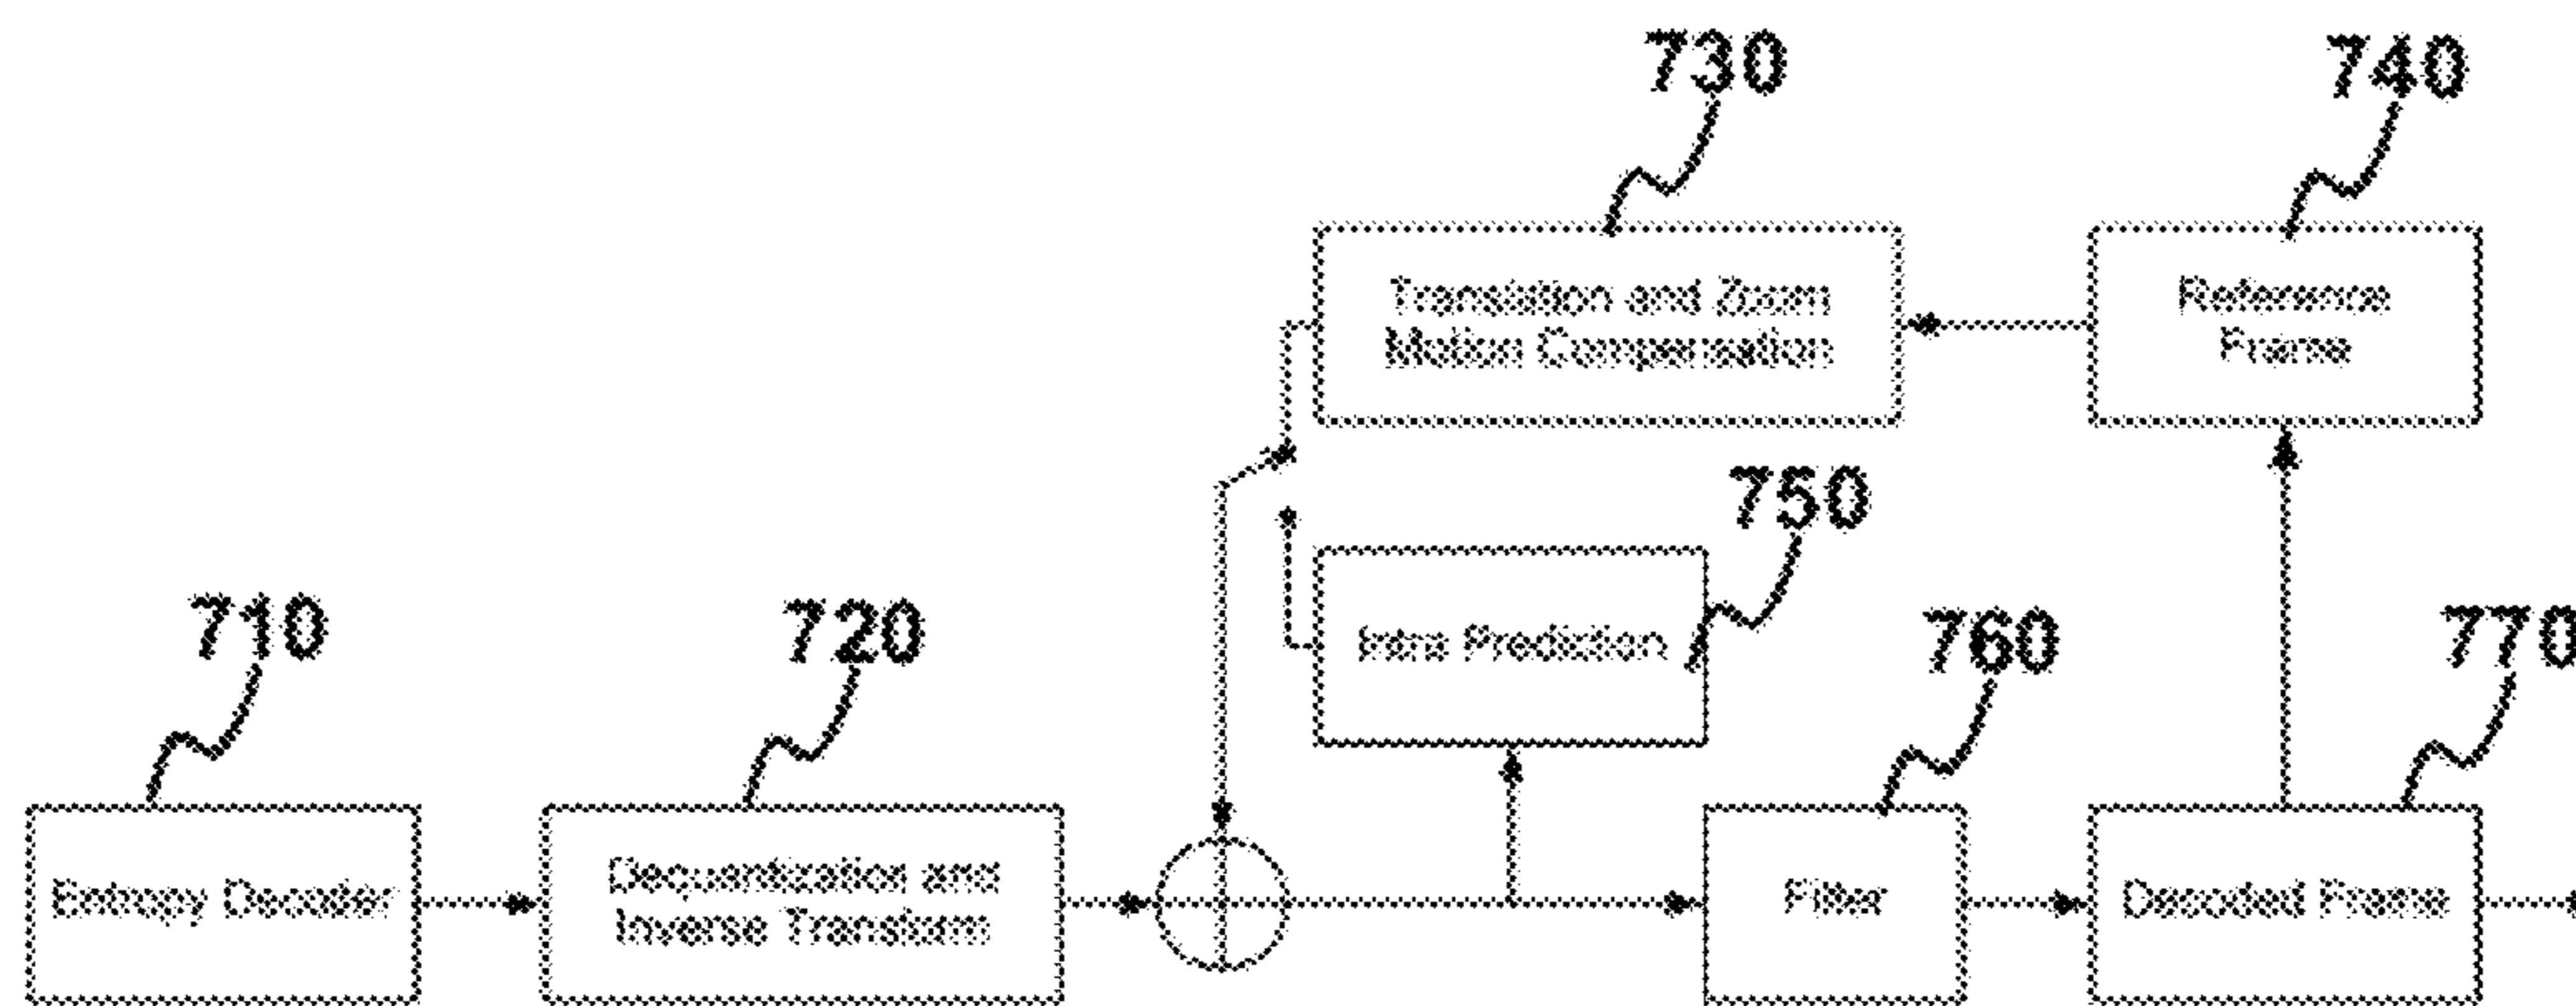 730
740
Translation and Zoom
Motion Compensation
Reference
Frame
750
Intra Prediction
710
720
760
770
Entropy Decoder
Dequantization and
Inverse Transform
Filter
Decoded Frame